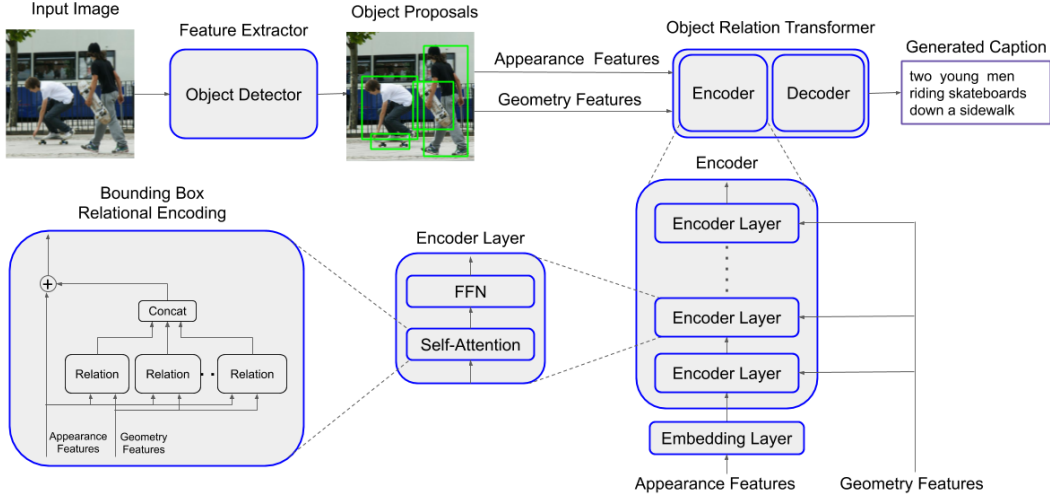 Input Image
Feature Extractor
Object Detector
Object Proposals
Appearance Features
Geometry Features
Object Relation Transformer
Encoder
Decoder
Generated Caption
two young men
riding skateboards
down a sidewalk
Bounding Box
Relational Encoding
Concat
Relation
Relation
Relation
Appearance
Features
Geometry
Features
Encoder Layer
FFN
Self-Attention
Encoder
Encoder Layer
Encoder Layer
Encoder Layer
Embedding Layer
Appearance Features
Geometry Features